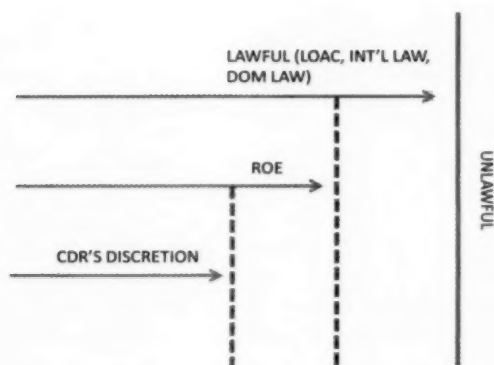 LAWFUL (LOAC, INT'L LAW,
DOM LAW)
ROE
CDR'S DISCRETION
UNLAWFUL